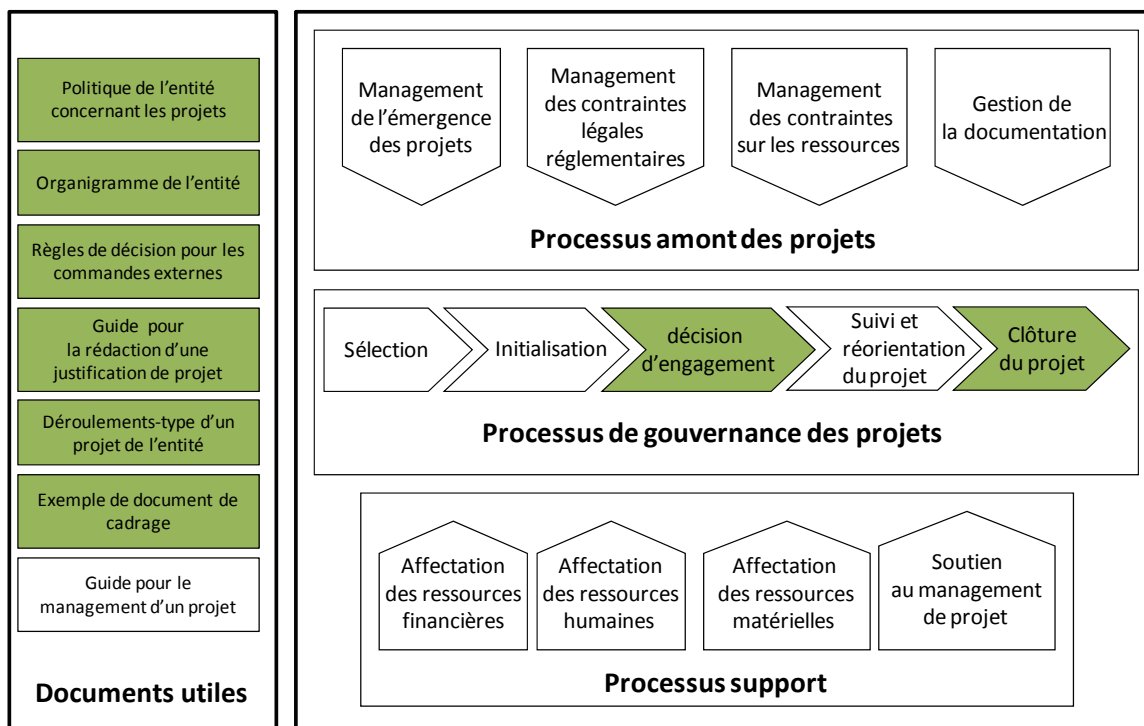 Politique de l'entité
concernant les projets
Organigramme de l'entité
Règles de décision pour les
commandes externes
Guide pour
la rédaction d'une
justification de projet
Déroulements-type d'un
projet de l'entité
Exemple de document de
cadrage
Guide pour le
management d'un projet
Documents utiles
Management
de l'émergence
des projets
Management
des contraintes
légales
réglementaires
Management
des contraintes
sur les ressources
Gestion de
la documentation
Processus amont des projets
Sélection
Initialisation
décision
d'engagement
Suivi et
réorientation
du projet
Clôture
du projet
Processus de gouvernance des projets
Affectation
des ressources
financières
Affectation
des ressources
humaines
Affectation
des ressources
matérielles
Soutien
au management
de projet
Processus support